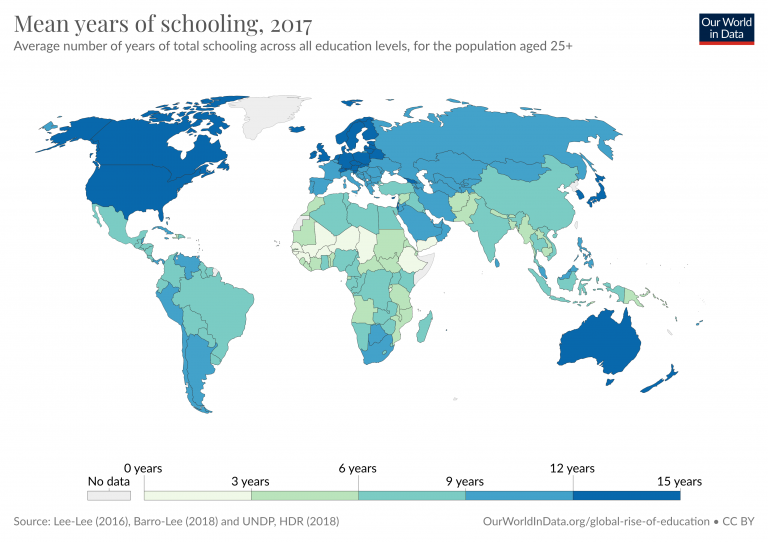 Mean years of schooling, 2017
Our World
in Data
Average number of years of total schooling across all education levels, for the population aged 25+
0 years
6 years
12 years
No data
3 years
9 years
15 years
Source: Lee-Lee (2016), Barro-Lee (2018) and UNDP, HDR (2018)
OurWorldInData.org/global-rise-of-education • CC BY